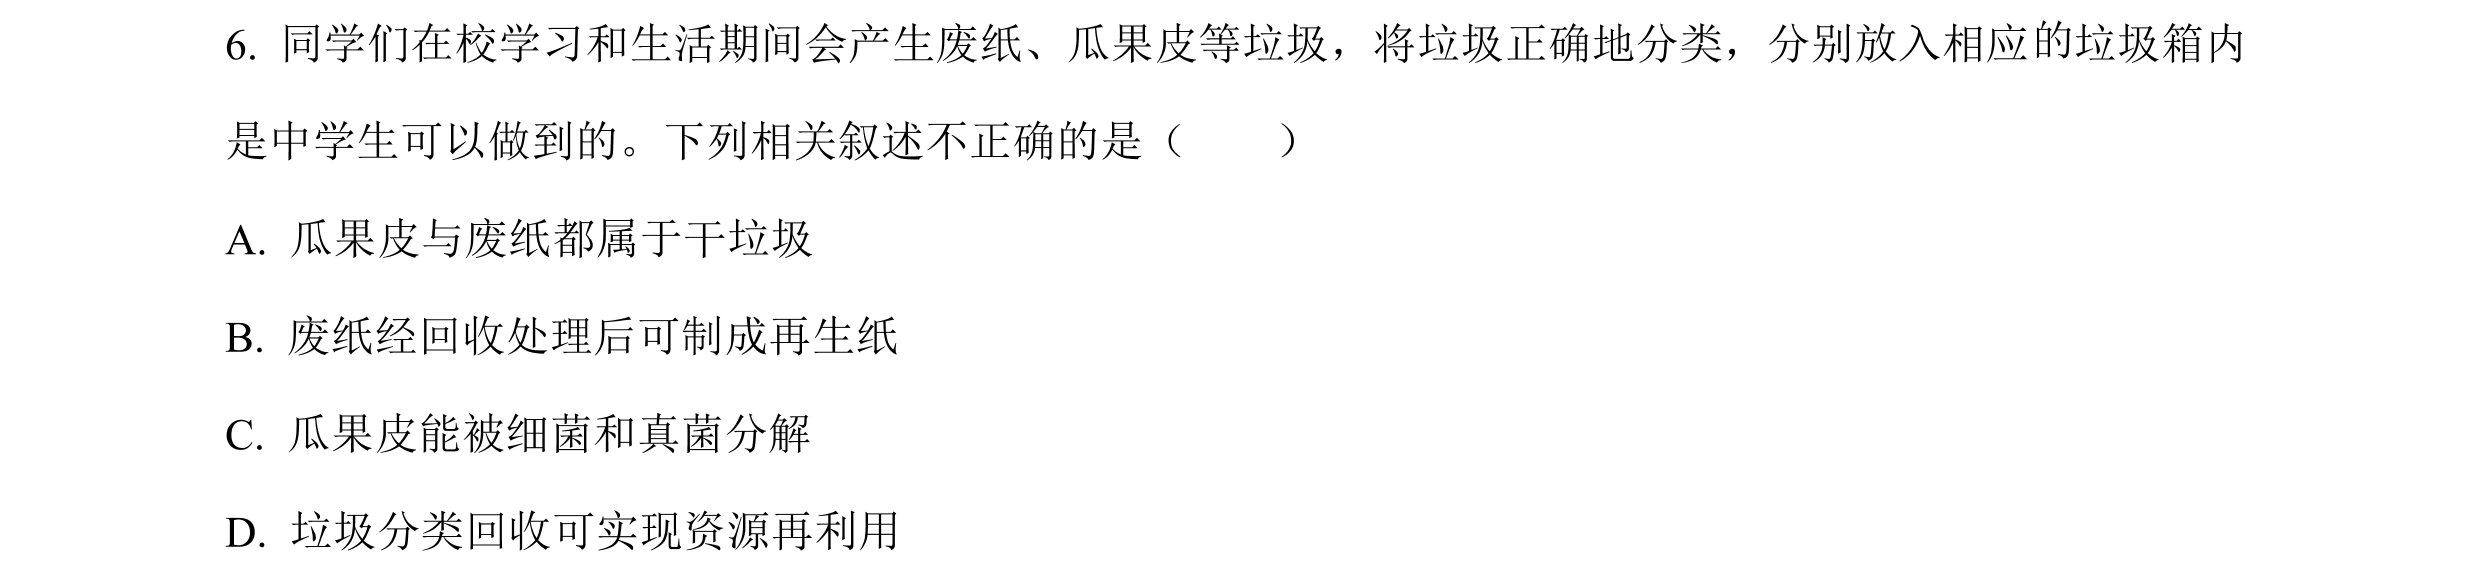 6. 同学们在校学习和生活期间会产生废纸、瓜果皮等垃圾，将垃圾正确地分类，分别放入相应的垃圾箱内
是中学生可以做到的。下列相关叙述不正确的是（　　）
A. 瓜果皮与废纸都属于干垃圾
B. 废纸经回收处理后可制成再生纸
C. 瓜果皮能被细菌和真菌分解
D. 垃圾分类回收可实现资源再利用